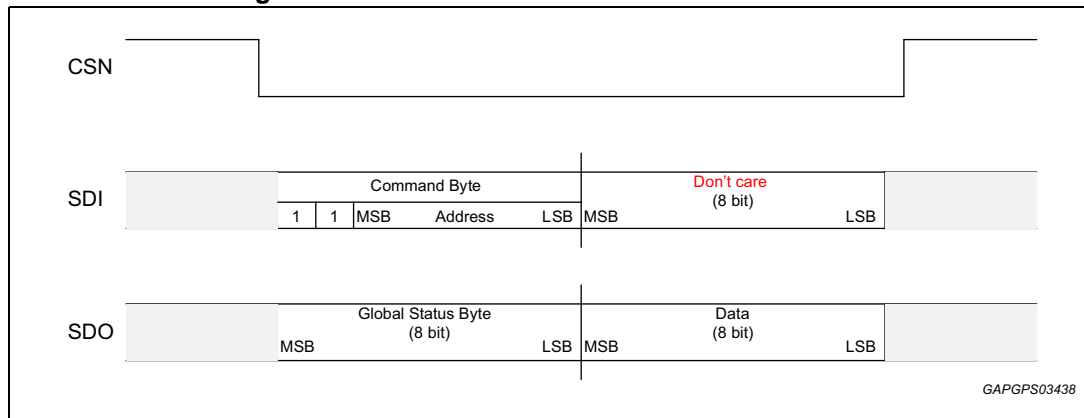 CSN
SDI
Command Byte
1 1 MSB Address LSB
Don't care
(8 bit)
MSB LSB
SDO
Global Status Byte
(8 bit)
MSB LSB
Data
(8 bit)
MSB LSB
GAPGPS03438